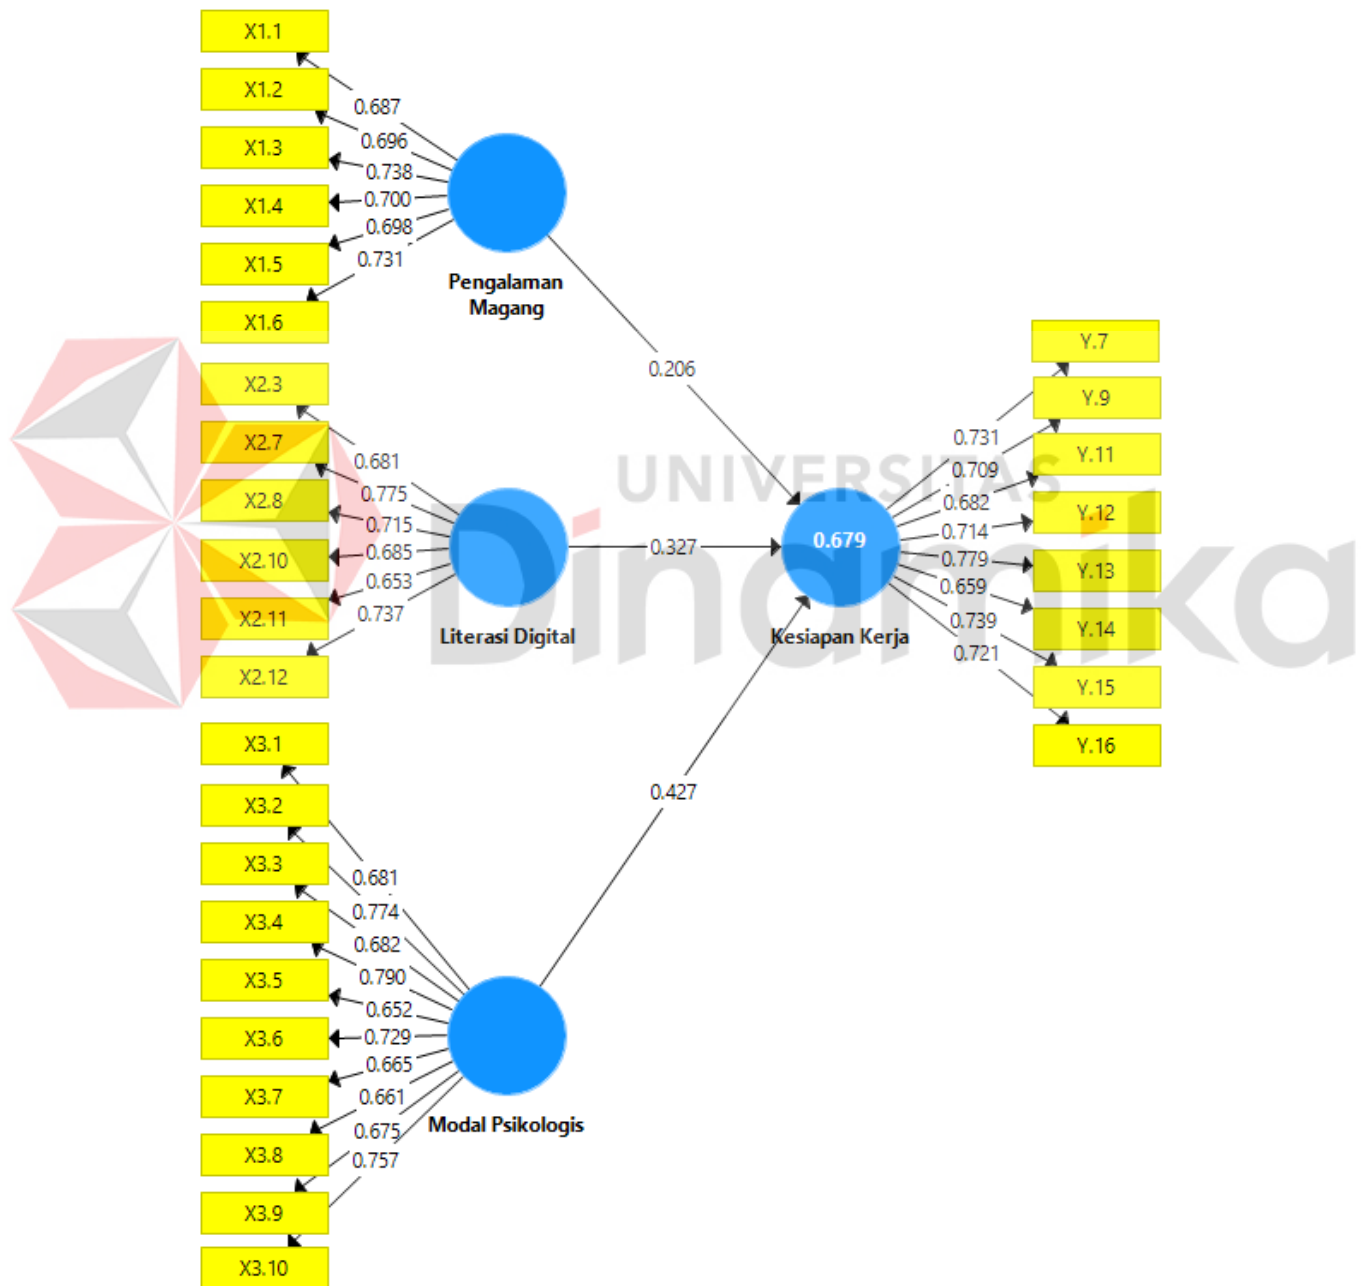 X1.1
X1.2
X1.3
X1.4
X1.5
X1.6
0.687
0.696
0.738
0.700
0.698
0.731
Pengalaman
Magang
X2.3
X2.7
X2.8
X2.10
X2.11
X2.12
0.681
0.775
0.715
0.685
0.653
0.737
Literasi Digital
X3.1
X3.2
X3.3
X3.4
X3.5
X3.6
X3.7
X3.8
X3.9
X3.10
0.681
0.774
0.682
0.790
0.652
0.729
0.665
0.661
0.675
0.757
Modal Psikologis
0.206
0.327
0.427
0.679
Kesiapan Kerja
0.731
0.709
0.682
0.714
0.779
0.659
0.739
0.721
Y.7
Y.9
Y.11
Y.12
Y.13
Y.14
Y.15
Y.16
UNIVERSITAS
Dinamika